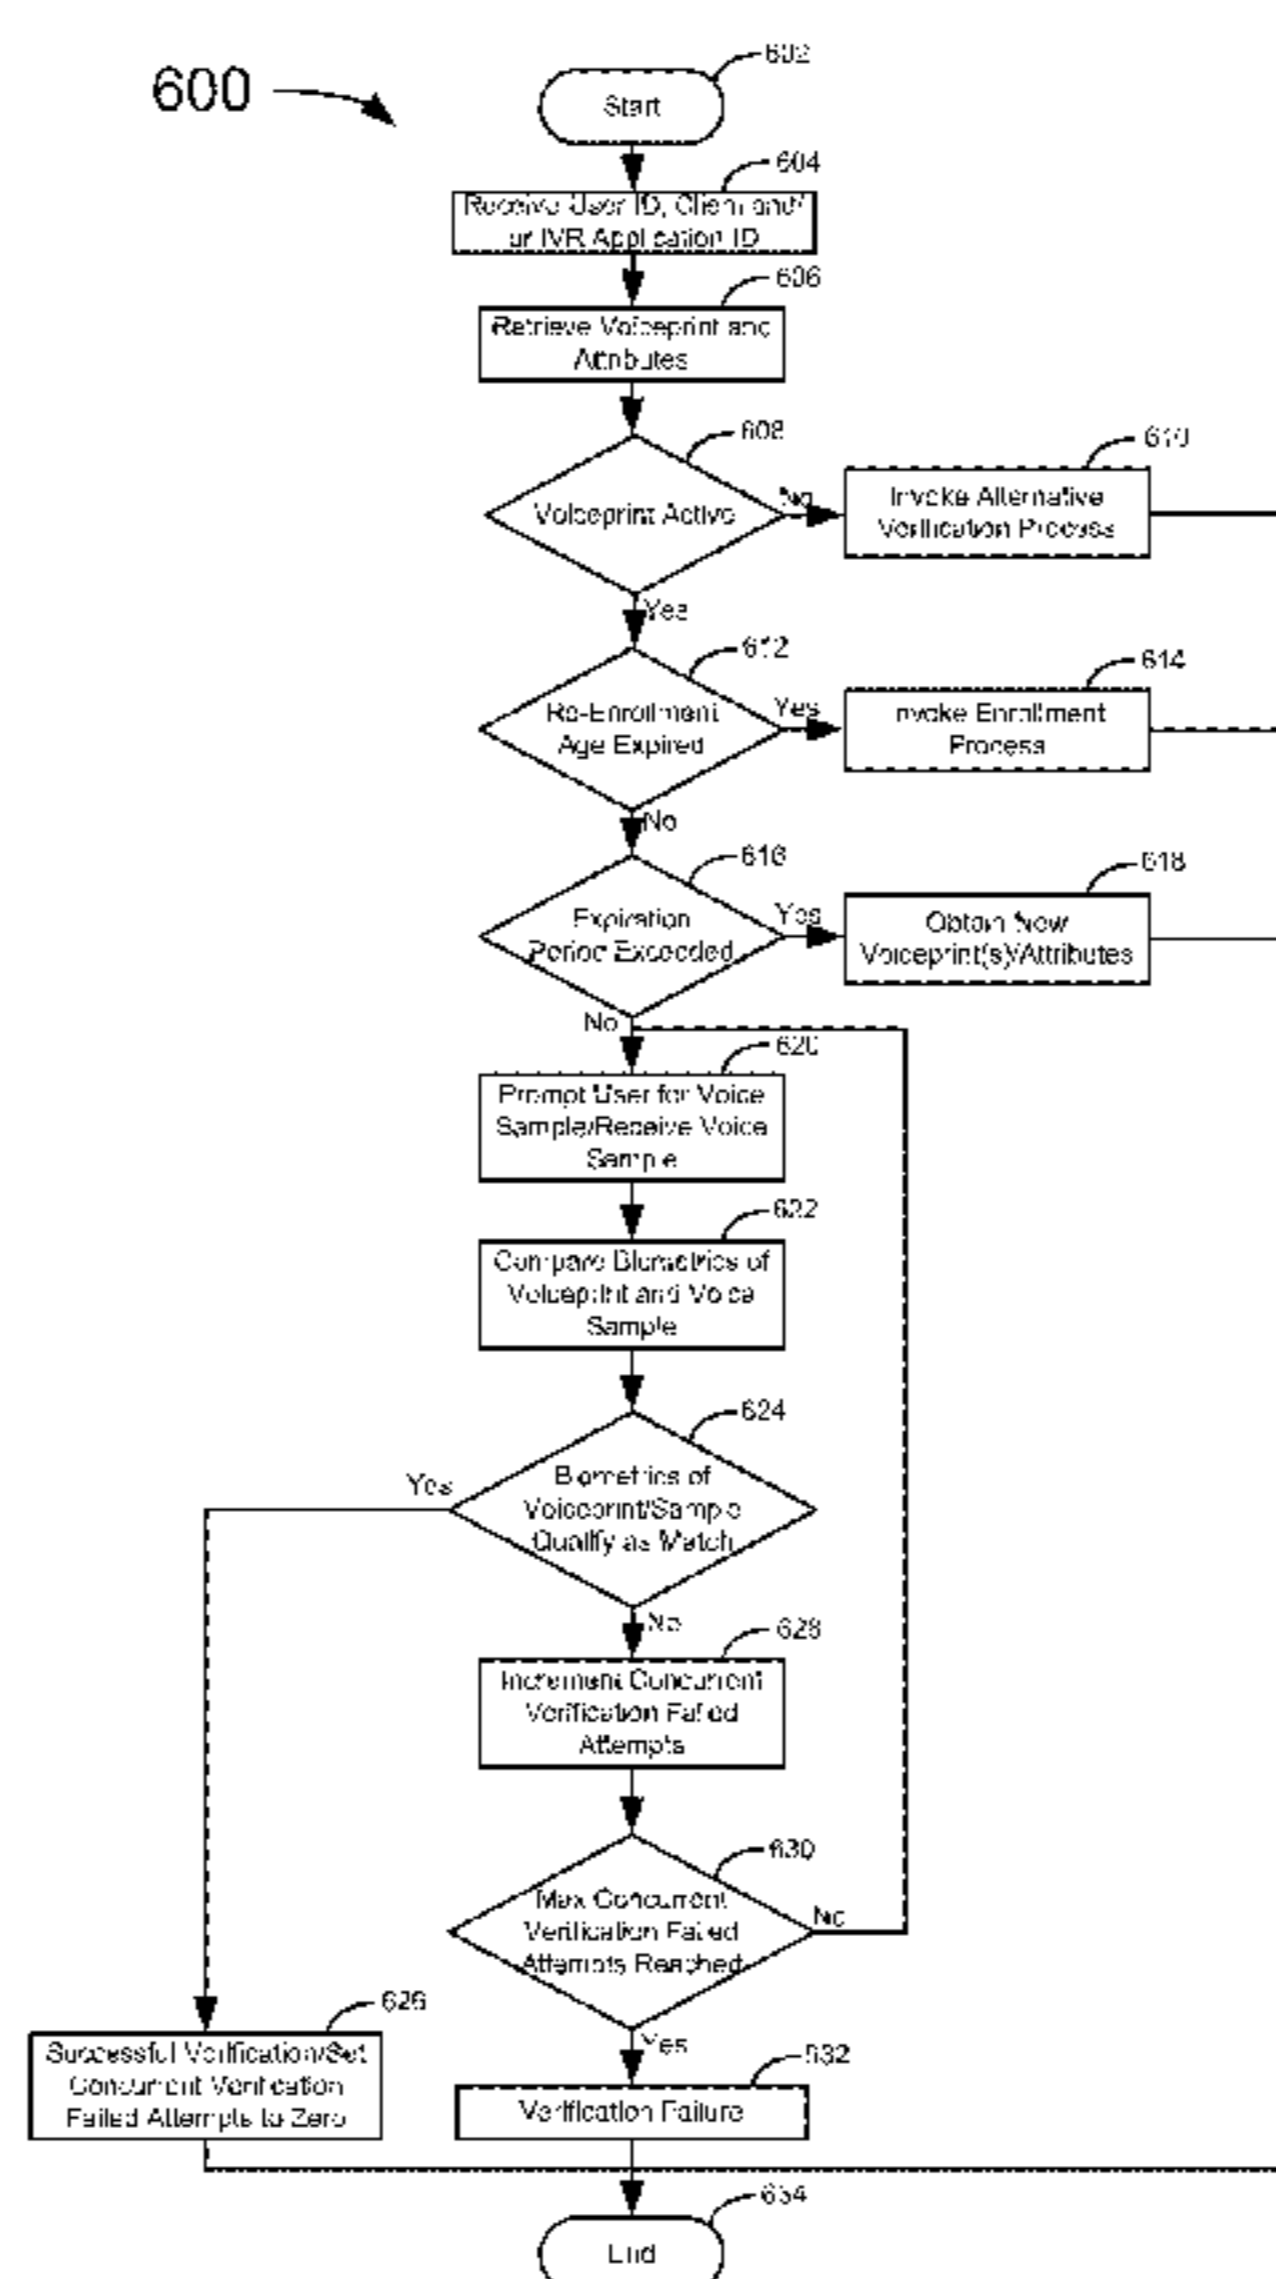 600
602
Start
604
Receive User ID, Client and/
or IVR Application ID
606
Retrieve Voiceprint and
Attributes
608
Voiceprint Active
No
610
Invoke Alternative
Verification Process
Yes
612
Re-Enrollment
Age Expired
Yes
614
Invoke Enrollment
Process
No
616
Expiration
Period Exceeded
Yes
618
Obtain New
Voiceprint(s)/Attributes
No
620
Prompt User for Voice
Sample/Receive Voice
Sample
622
Compare Biometrics of
Voiceprint and Voice
Sample
624
Biometrics of
Voiceprint/Sample
Qualify as Match
Yes
No
628
Increment Concurrent
Verification Failed
Attempts
630
Max Concurrent
Verification Failed
Attempts Reached
No
626
Successful Verification/Set
Concurrent Verification
Failed Attempts to Zero
Yes
632
Verification Failure
634
End